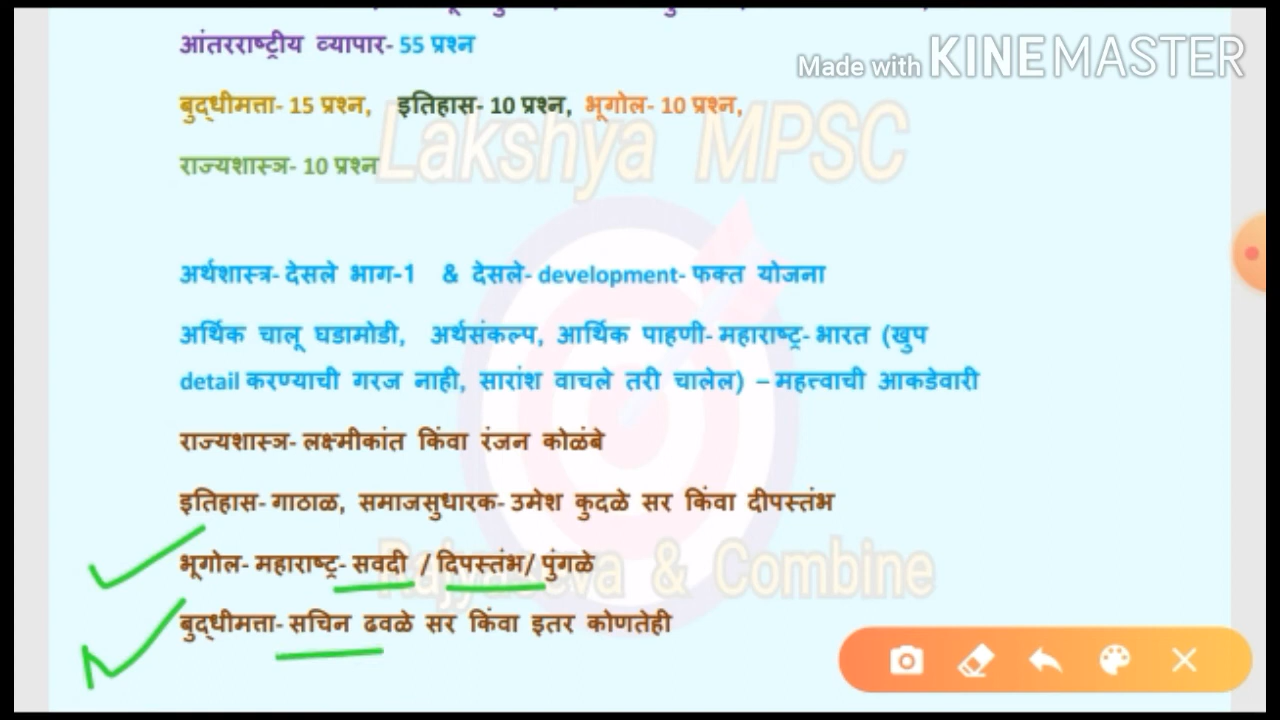 आंतरराष्ट्रीय व्यापार- 55 प्रश्न
Made with KINEMASTER
बुद्धीमत्ता- 15 प्रश्न, इतिहास- 10 प्रश्न, भूगोल- 10 प्रश्न,
Lakshya MPSC
राज्यशास्त्र- 10 प्रश्न
अर्थशास्त्र- देसले भाग-1 & देसले- development- फक्त योजना
अर्थिक चालू घडामोडी, अर्थसंकल्प, आर्थिक पाहणी- महाराष्ट्र- भारत (खुप
detail करण्याची गरज नाही, सारांश वाचले तरी चालेल) – महत्त्वाची आकडेवारी
राज्यशास्त्र- लक्ष्मीकांत किंवा रंजन कोळंबे
इतिहास- गाठाळ, समाजसुधारक- उमेश कुदळे सर किंवा दीपस्तंभ
भूगोल- महाराष्ट्र- सवदी / दिपस्तंभ/ पुंगळे
Rajyaseva & Combine
बुद्धीमत्ता- सचिन ढवळे सर किंवा इतर कोणतेही